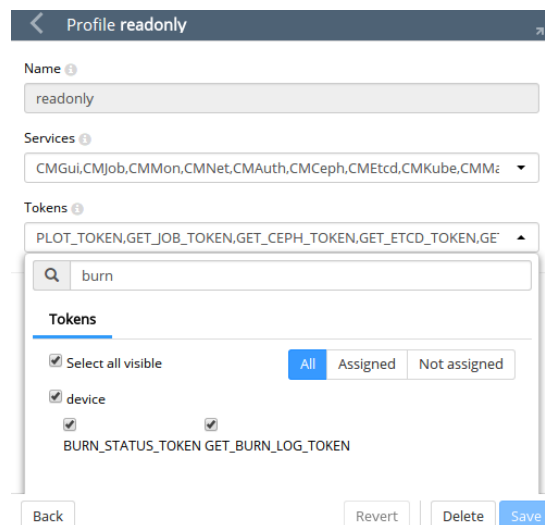 Profile readonly
Name
readonly
Services
CMGui,CMJob,CMMon,CMNet,CMAuth,CMCeph,CMEtcd,CMKube,CMMa
Tokens
PLOT_TOKEN,GET_JOB_TOKEN,GET_CEPH_TOKEN,GET_ETCD_TOKEN,GE
burn
Tokens
Select all visible All Assigned Not assigned
device
BURN_STATUS_TOKEN GET_BURN_LOG_TOKEN
Back Revert Delete Save